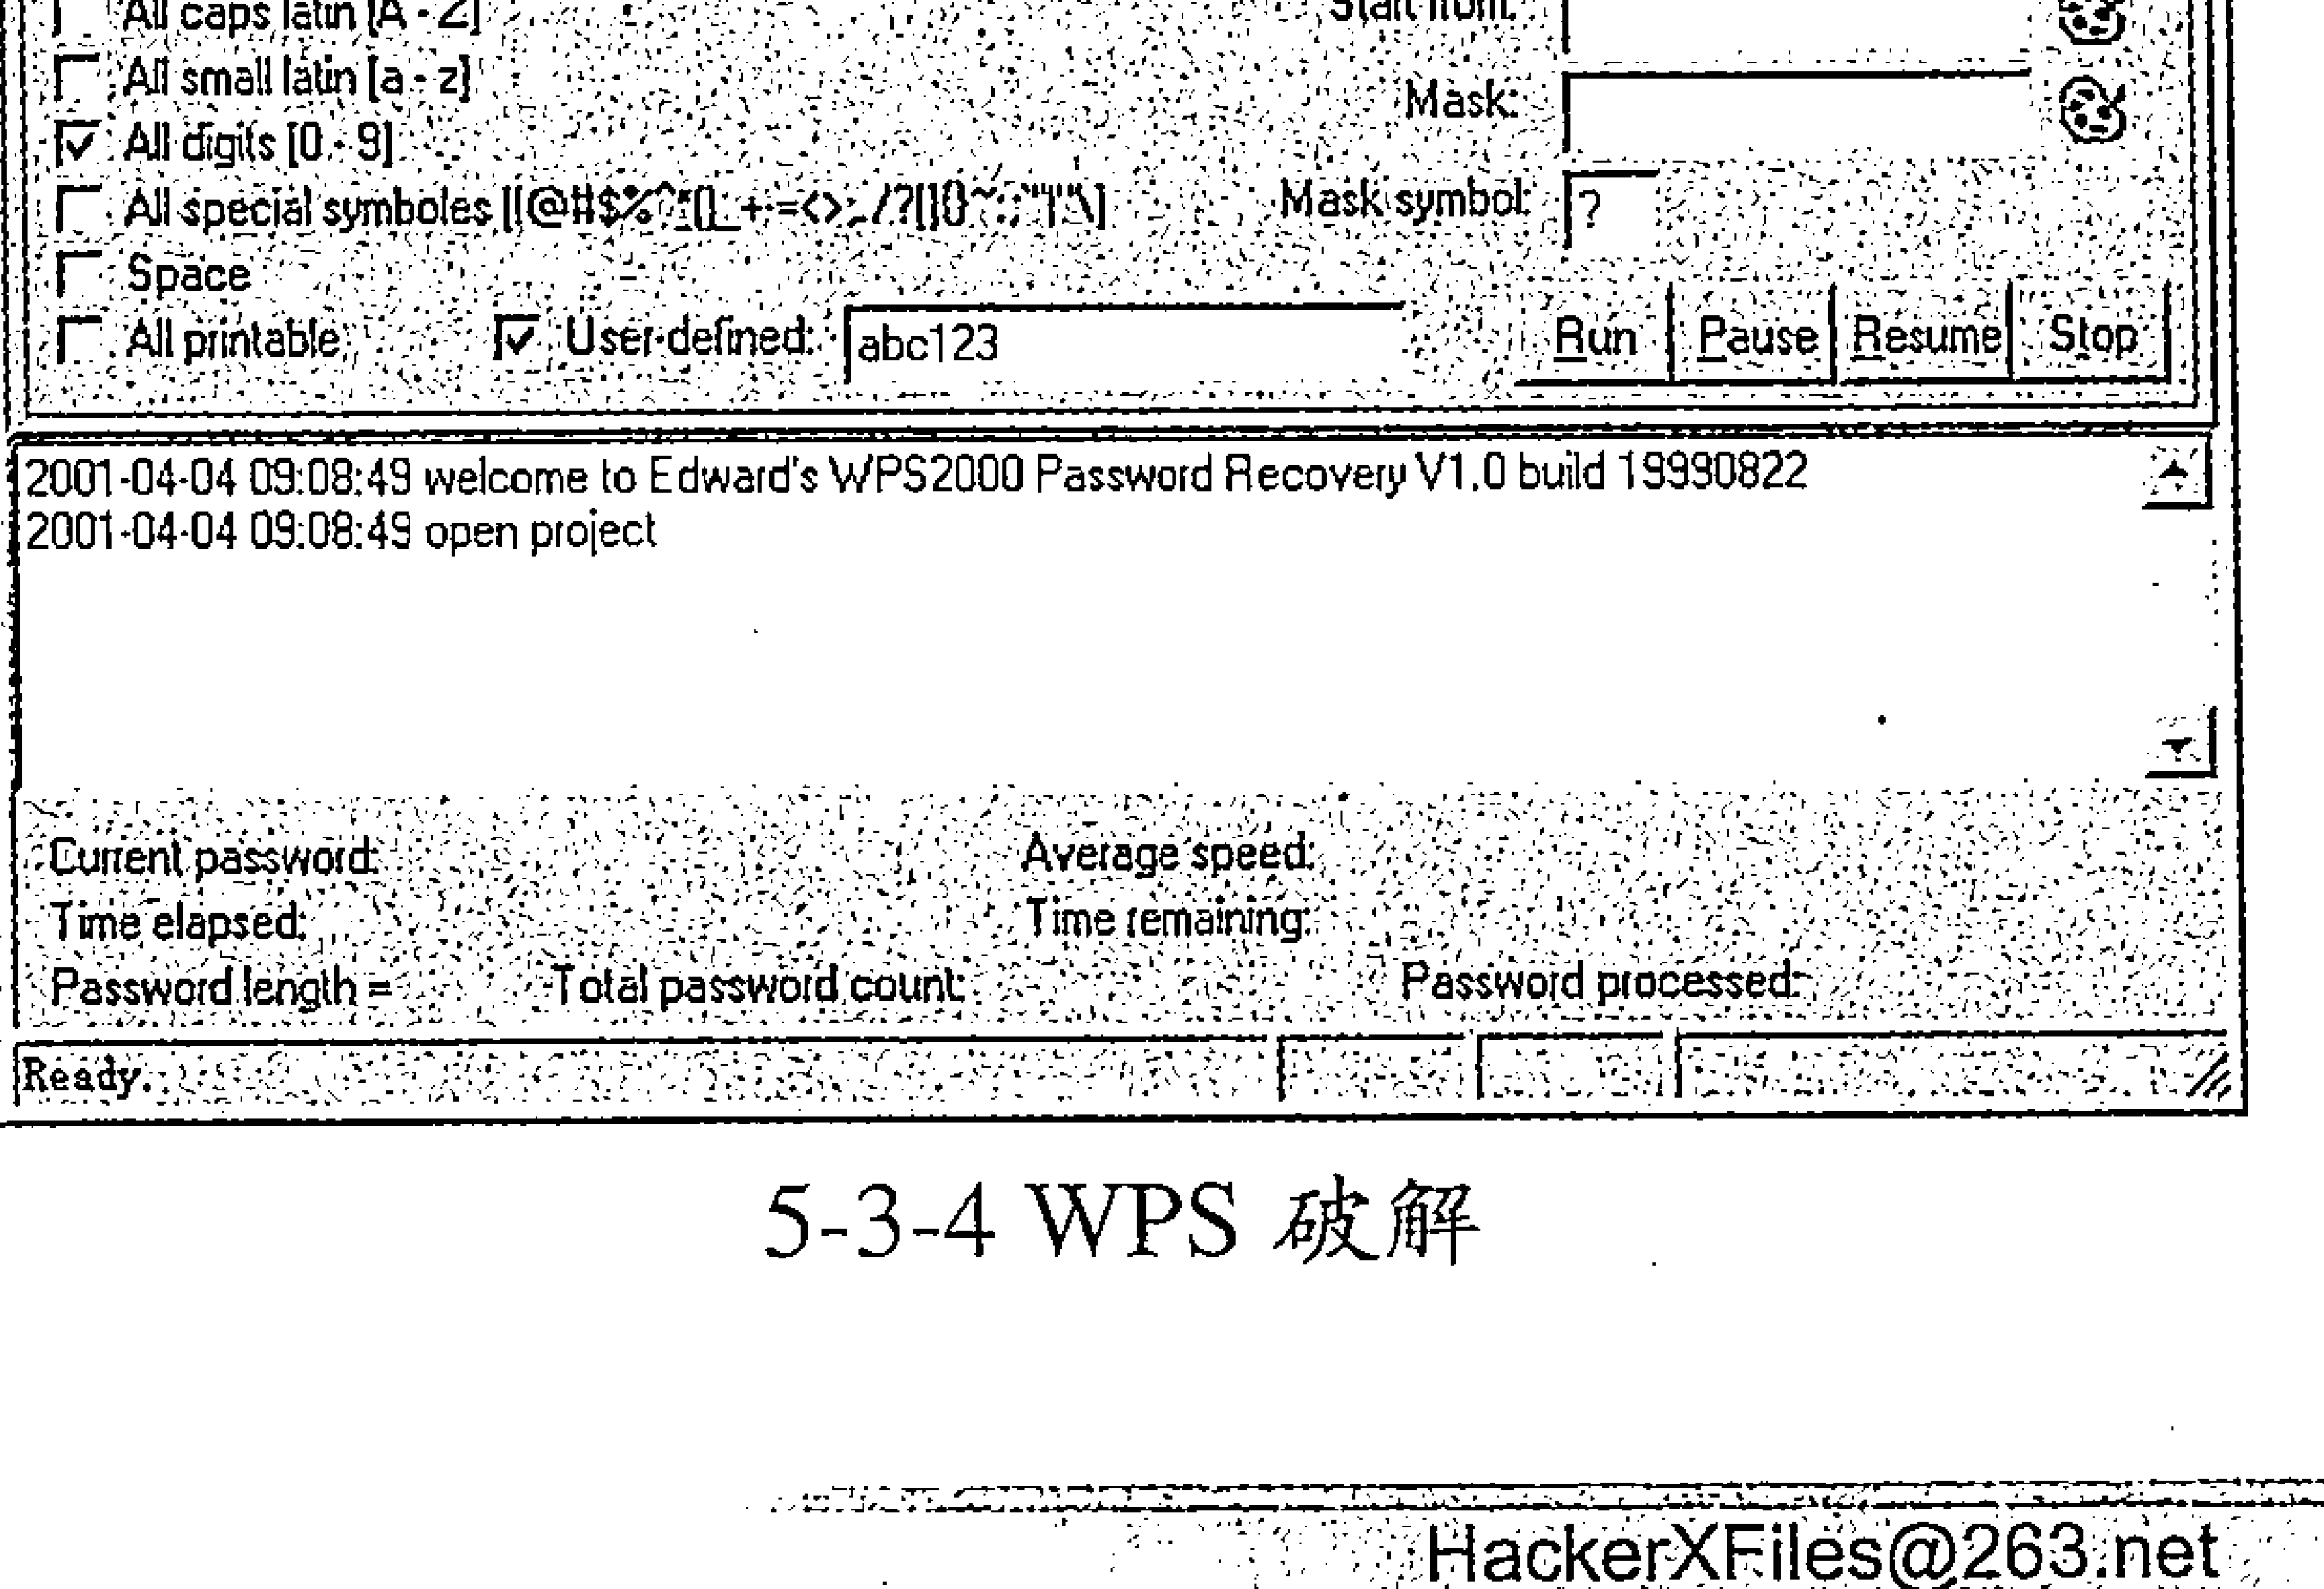 All caps latin [A - Z]
Start from:
All small latin [a - z]
Mask:
All digits [0 - 9]
All special symboles
Mask symbol: ?
Space
All printable
User-defined: abc123
Run Pause Resume Stop
2001-04-04 09:08:49 welcome to Edward's WPS2000 Password Recovery V1.0 build 19990822
2001-04-04 09:08:49 open project
Current password:
Average speed:
Time elapsed:
Time remaining:
Password length =
Total password count:
Password processed:
Ready.
5-3-4 WPS 破解
HackerXFiles@263.net